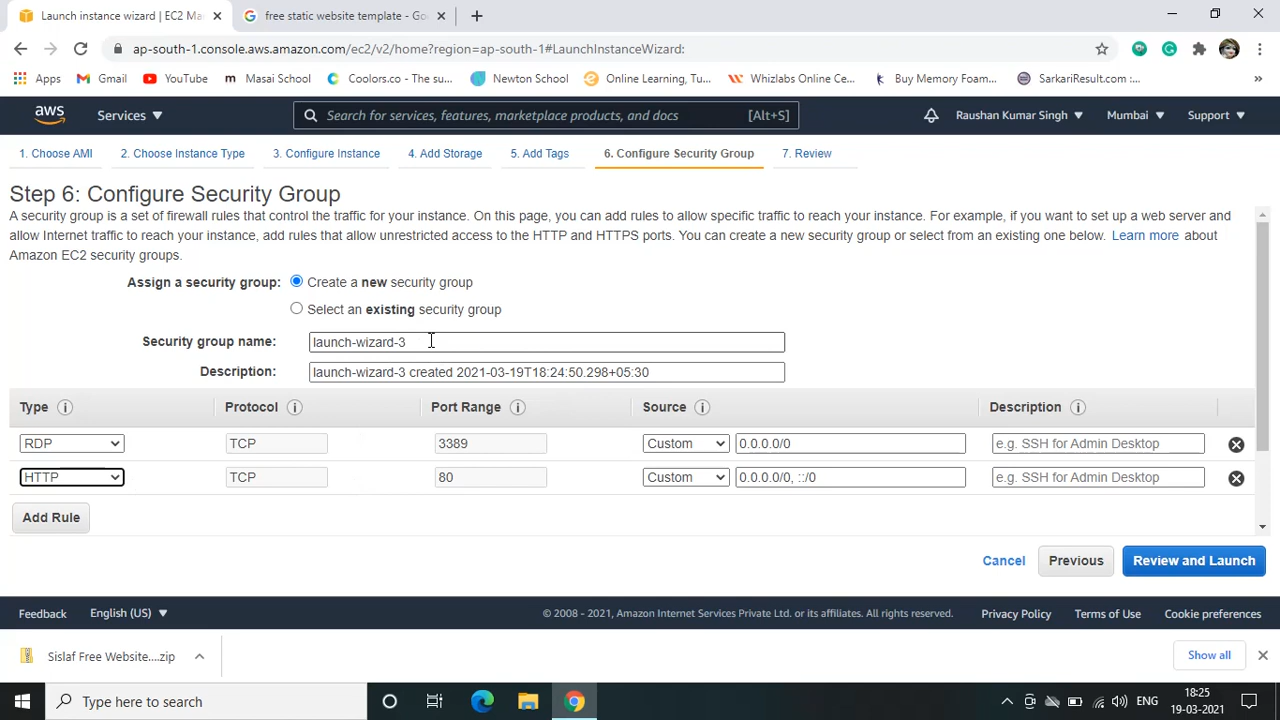 Launch instance wizard | EC2 Ma
free static website template - Go
ap-south-1.console.aws.amazon.com/ec2/v2/home?region=ap-south-1#LaunchInstanceWizard:
Apps
Gmail
YouTube
Masai School
Coolors.co - The su...
Newton School
Online Learning, Tu...
Whizlabs Online Ce...
Buy Memory Foam...
SarkariResult.com :...
»
aws
Services
Search for services, features, marketplace products, and docs
[Alt+S]
Raushan Kumar Singh
Mumbai
Support
1. Choose AMI
2. Choose Instance Type
3. Configure Instance
4. Add Storage
5. Add Tags
6. Configure Security Group
7. Review
Step 6: Configure Security Group
A security group is a set of firewall rules that control the traffic for your instance. On this page, you can add rules to allow specific traffic to reach your instance. For example, if you want to set up a web server and
allow Internet traffic to reach your instance, add rules that allow unrestricted access to the HTTP and HTTPS ports. You can create a new security group or select from an existing one below. Learn more about
Amazon EC2 security groups.
Assign a security group:
Create a new security group
Select an existing security group
Security group name:
launch-wizard-3
Description:
launch-wizard-3 created 2021-03-19T18:24:50.298+05:30
Type
Protocol
Port Range
Source
Description
RDP
TCP
3389
Custom
0.0.0.0/0
e.g. SSH for Admin Desktop
HTTP
TCP
80
Custom
0.0.0.0/0, ::/0
e.g. SSH for Admin Desktop
Add Rule
Cancel
Previous
Review and Launch
Feedback
English (US)
© 2008 - 2021, Amazon Internet Services Private Ltd. or its affiliates. All rights reserved.
Privacy Policy
Terms of Use
Cookie preferences
Sislaf Free Website....zip
Show all
Type here to search
ENG
18:25
19-03-2021